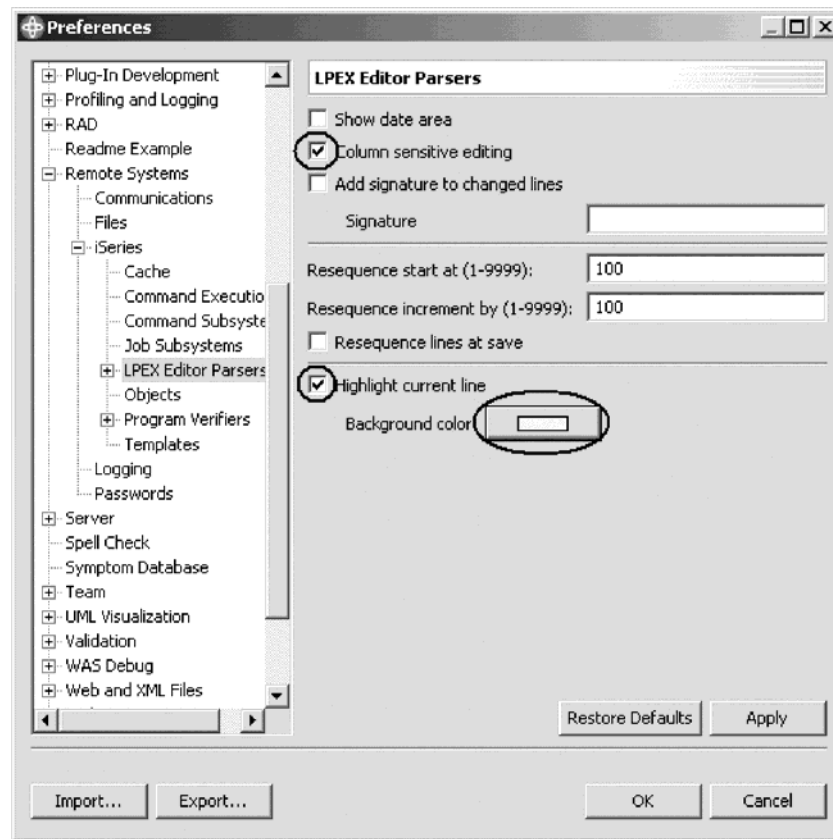 Preferences
Plug-In Development
Profiling and Logging
RAD
Readme Example
Remote Systems
Communications
Files
iSeries
Cache
Command Executio
Command Subsyste
Job Subsystems
LPEX Editor Parsers
Objects
Program Verifiers
Templates
Logging
Passwords
Server
Spell Check
Symptom Database
Team
UML Visualization
Validation
WAS Debug
Web and XML Files
LPEX Editor Parsers
Show date area
Column sensitive editing
Add signature to changed lines
Signature
Resequence start at (1-9999): 100
Resequence increment by (1-9999): 100
Resequence lines at save
Highlight current line
Background color
Restore Defaults Apply
Import... Export... OK Cancel